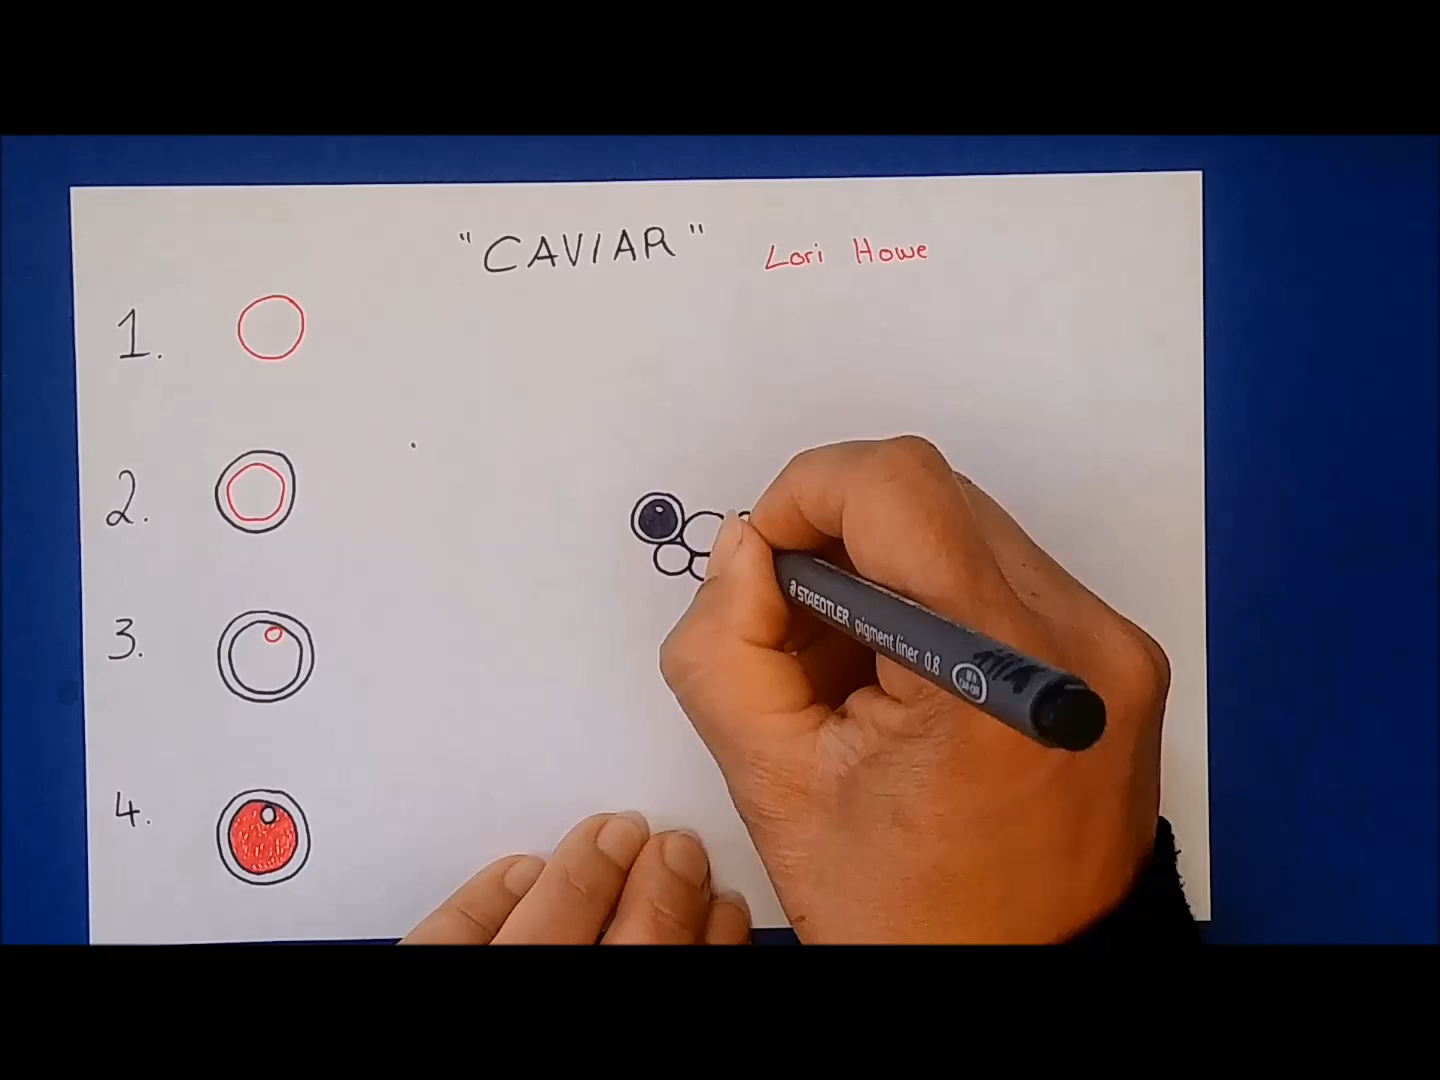 "CAVIAR" Lori Howe
1.
2.
3.
4.
STAEDTLER pigment liner 0.8